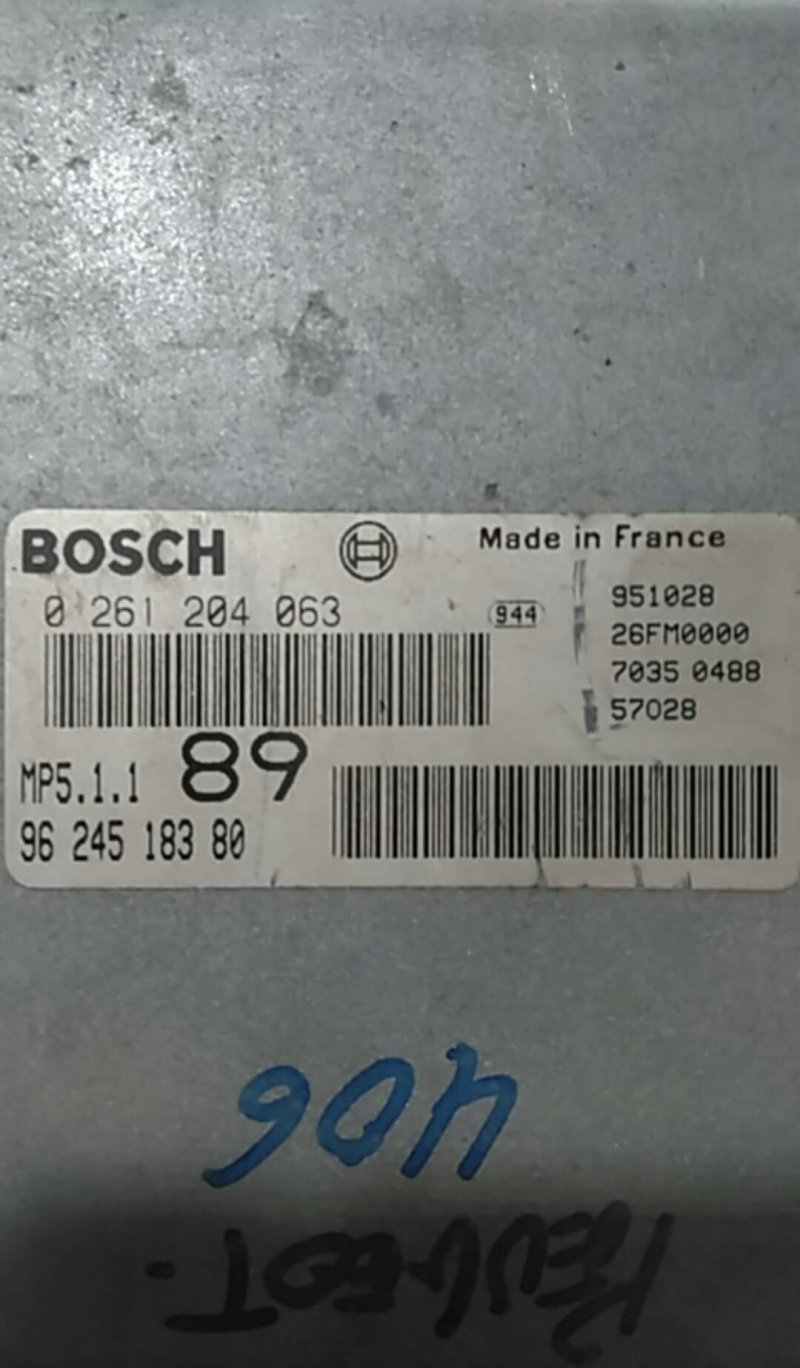 BOSCH
Made in France
0 261 204 063
944
951028
26FM0000
7035 0488
57028
MP5.1.1 89
96 245 183 80
406
PEUGEOT.